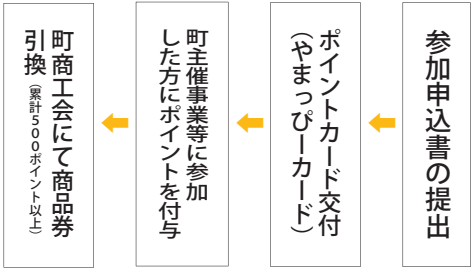 参加申込書の提出
ポイントカード交付
（やまっぴーカード）
町主催事業等に参加
した方にポイントを付与
町商工会にて商品券
引換（累計５００ポイント以上）